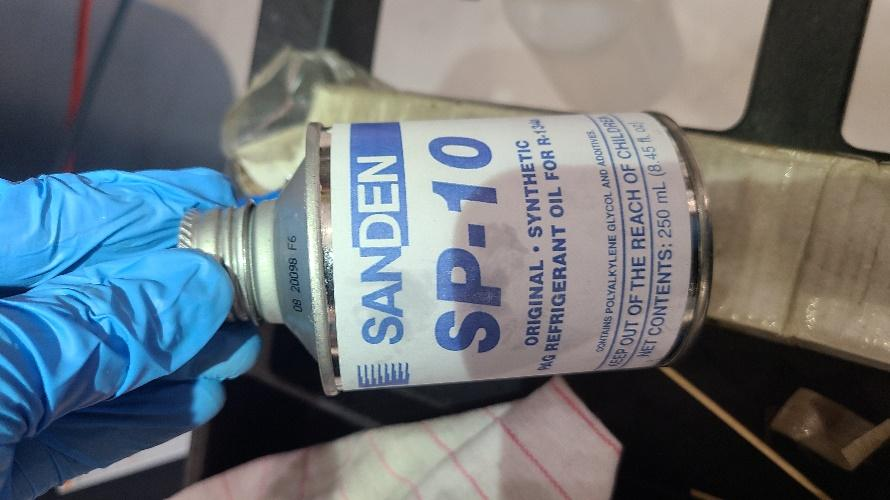 SANDEN
SP-10
ORIGINAL • SYNTHETIC
PAG REFRIGERANT OIL FOR R-134a
CONTAINS POLYALKYLENE GLYCOL AND ADDITIVES.
KEEP OUT OF THE REACH OF CHILDREN
NET CONTENTS: 250 mL (8.45 fl. oz)
08 20098 F6